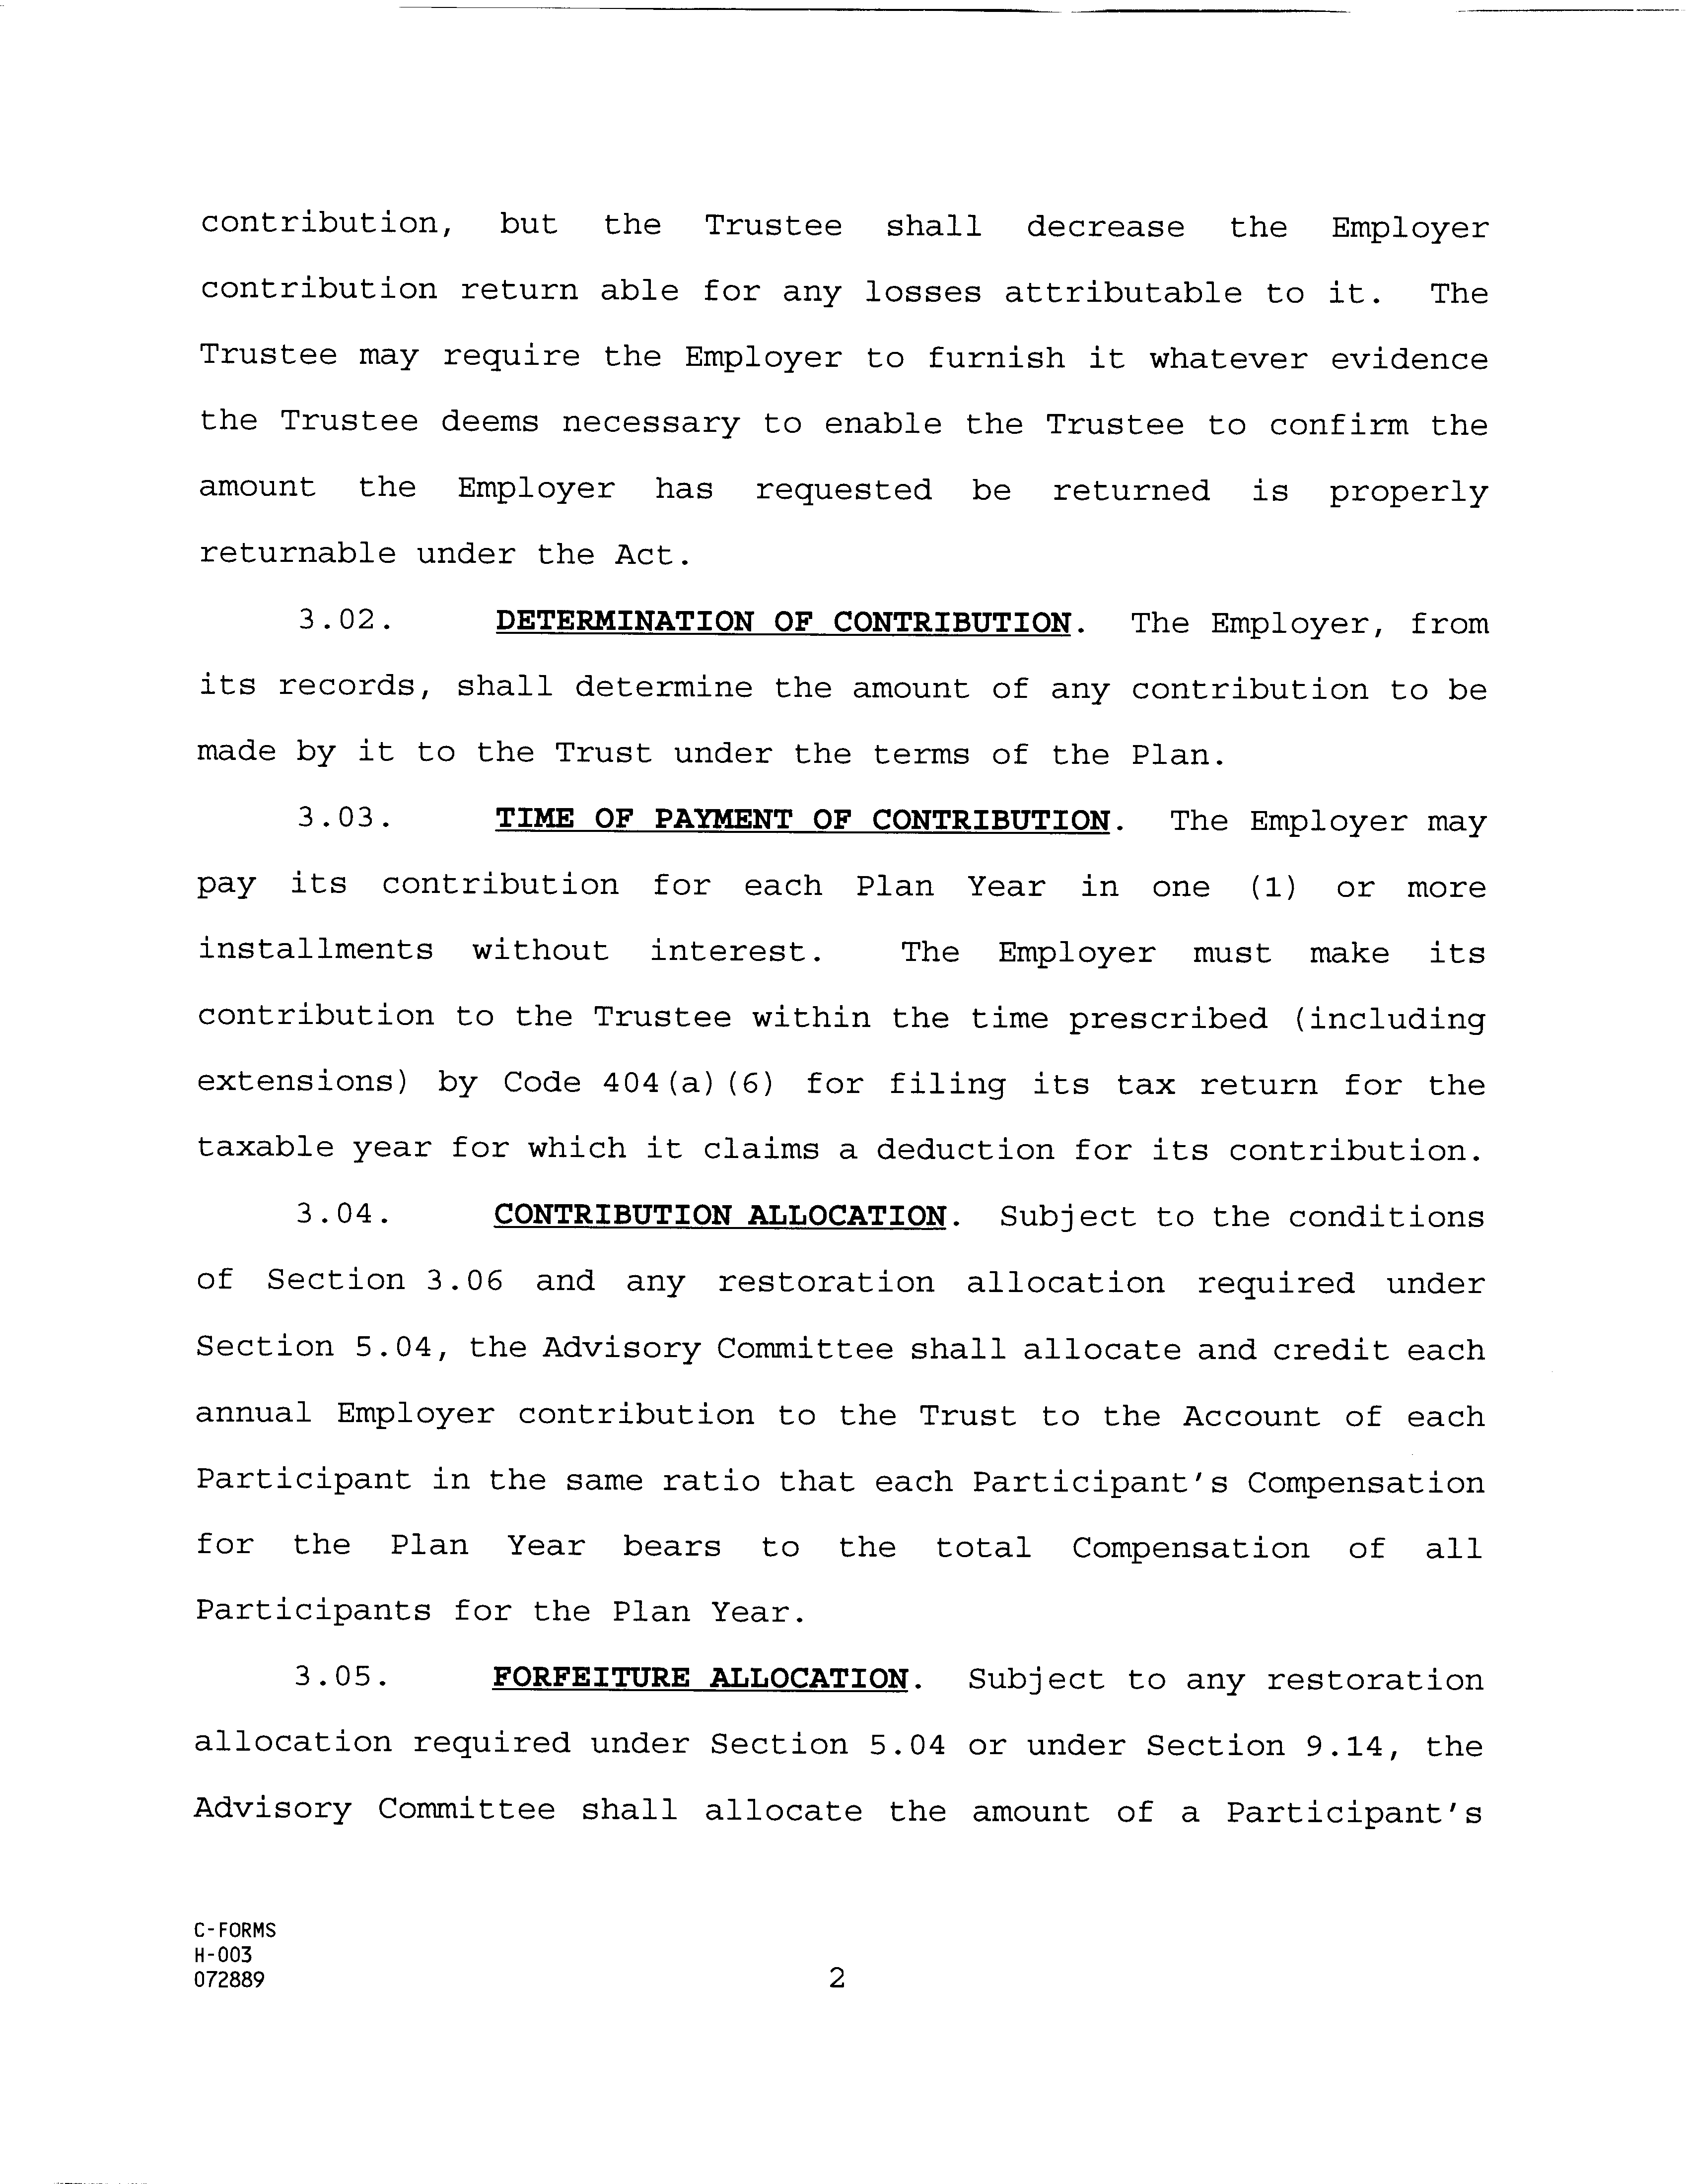 contribution, but the Trustee shall decrease the Employer
contribution return able for any losses attributable to it. The
Trustee may require the Employer to furnish it whatever evidence
the Trustee deems necessary to enable the Trustee to confirm the
amount the Employer has requested be returned is properly
returnable under the Act.
3.02. DETERMINATION OF CONTRIBUTION. The Employer, from
its records, shall determine the amount of any contribution to be
made by it to the Trust under the terms of the Plan.
3.03. TIME OF PAYMENT OF CONTRIBUTION. The Employer may
pay its contribution for each Plan Year in one (1) or more
installments without interest. The Employer must make its
contribution to the Trustee within the time prescribed (including
extensions) by Code 404(a)(6) for filing its tax return for the
taxable year for which it claims a deduction for its contribution.
3.04. CONTRIBUTION ALLOCATION. Subject to the conditions
of Section 3.06 and any restoration allocation required under
Section 5.04, the Advisory Committee shall allocate and credit each
annual Employer contribution to the Trust to the Account of each
Participant in the same ratio that each Participant's Compensation
for the Plan Year bears to the total Compensation of all
Participants for the Plan Year.
3.05. FORFEITURE ALLOCATION. Subject to any restoration
allocation required under Section 5.04 or under Section 9.14, the
Advisory Committee shall allocate the amount of a Participant's
C-FORMS
H-003
072889
2